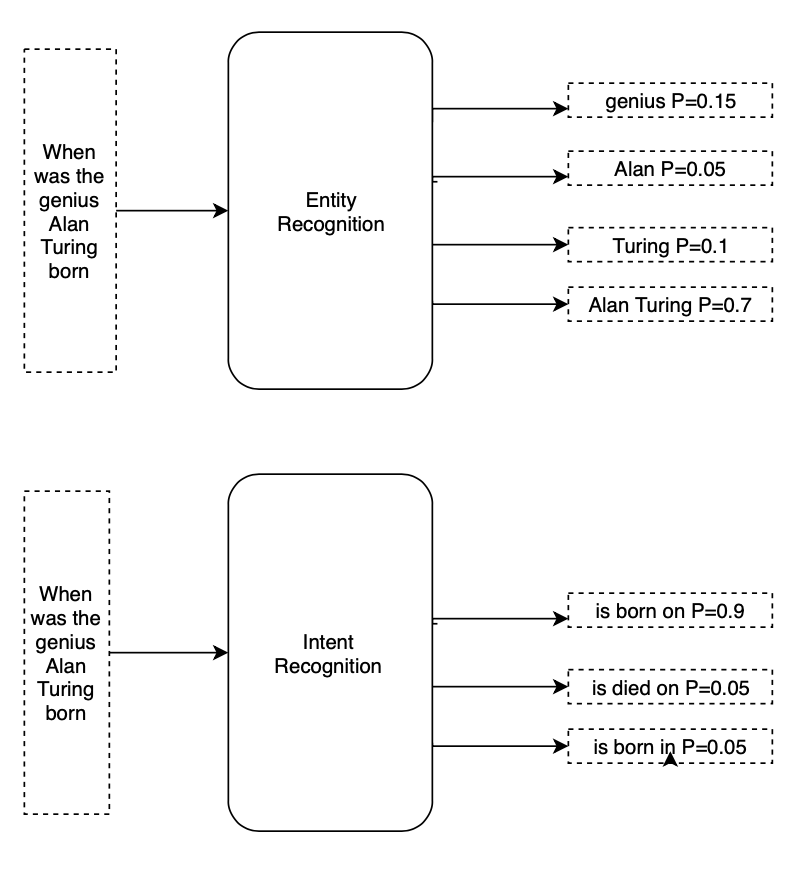 When
was the
genius
Alan
Turing
born
Entity
Recognition
genius P=0.15
Alan P=0.05
Turing P=0.1
Alan Turing P=0.7
When
was the
genius
Alan
Turing
born
Intent
Recognition
is born on P=0.9
is died on P=0.05
is born in P=0.05